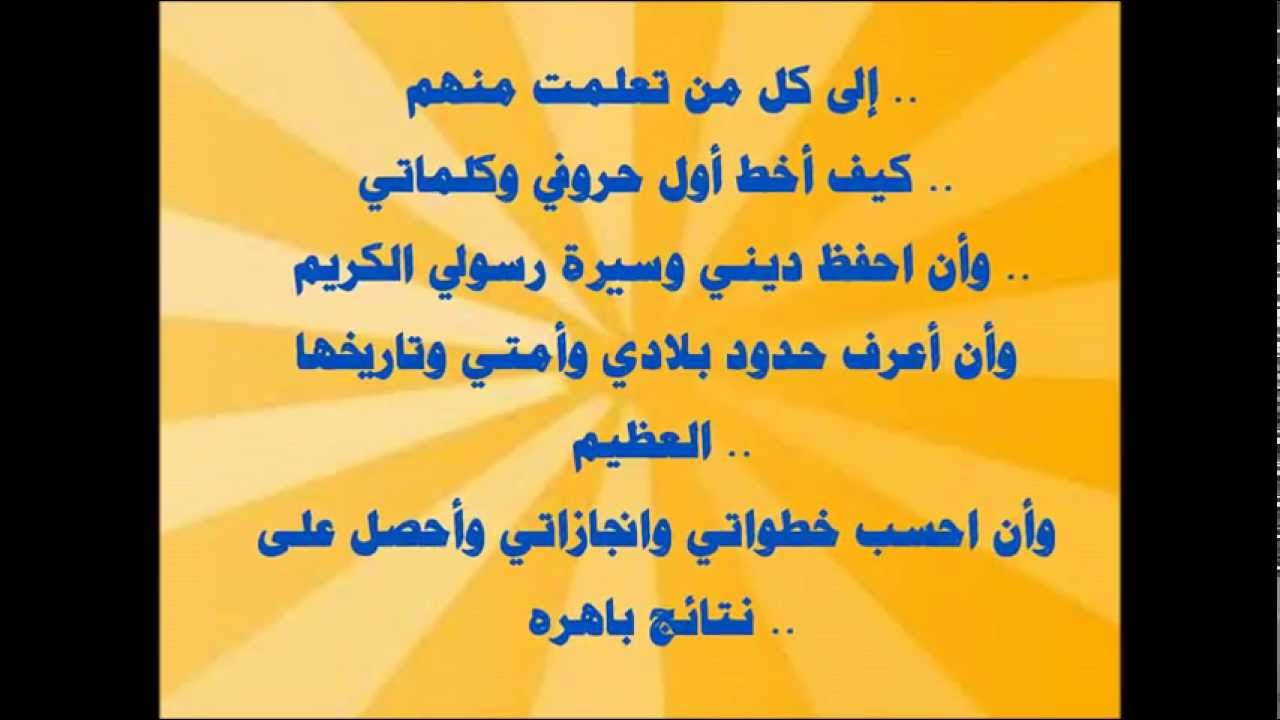 .. إلى كل من تعلمت منهم
.. كيف أخط أول حروفي وكلماتي
.. وأن احفظ ديني وسيرة رسولي الكريم
وأن أعرف حدود بلادي وأمتي وتاريخها
.. العظيم
وأن احسب خطواتي وانجازاتي وأحصل على
.. نتائج باهره